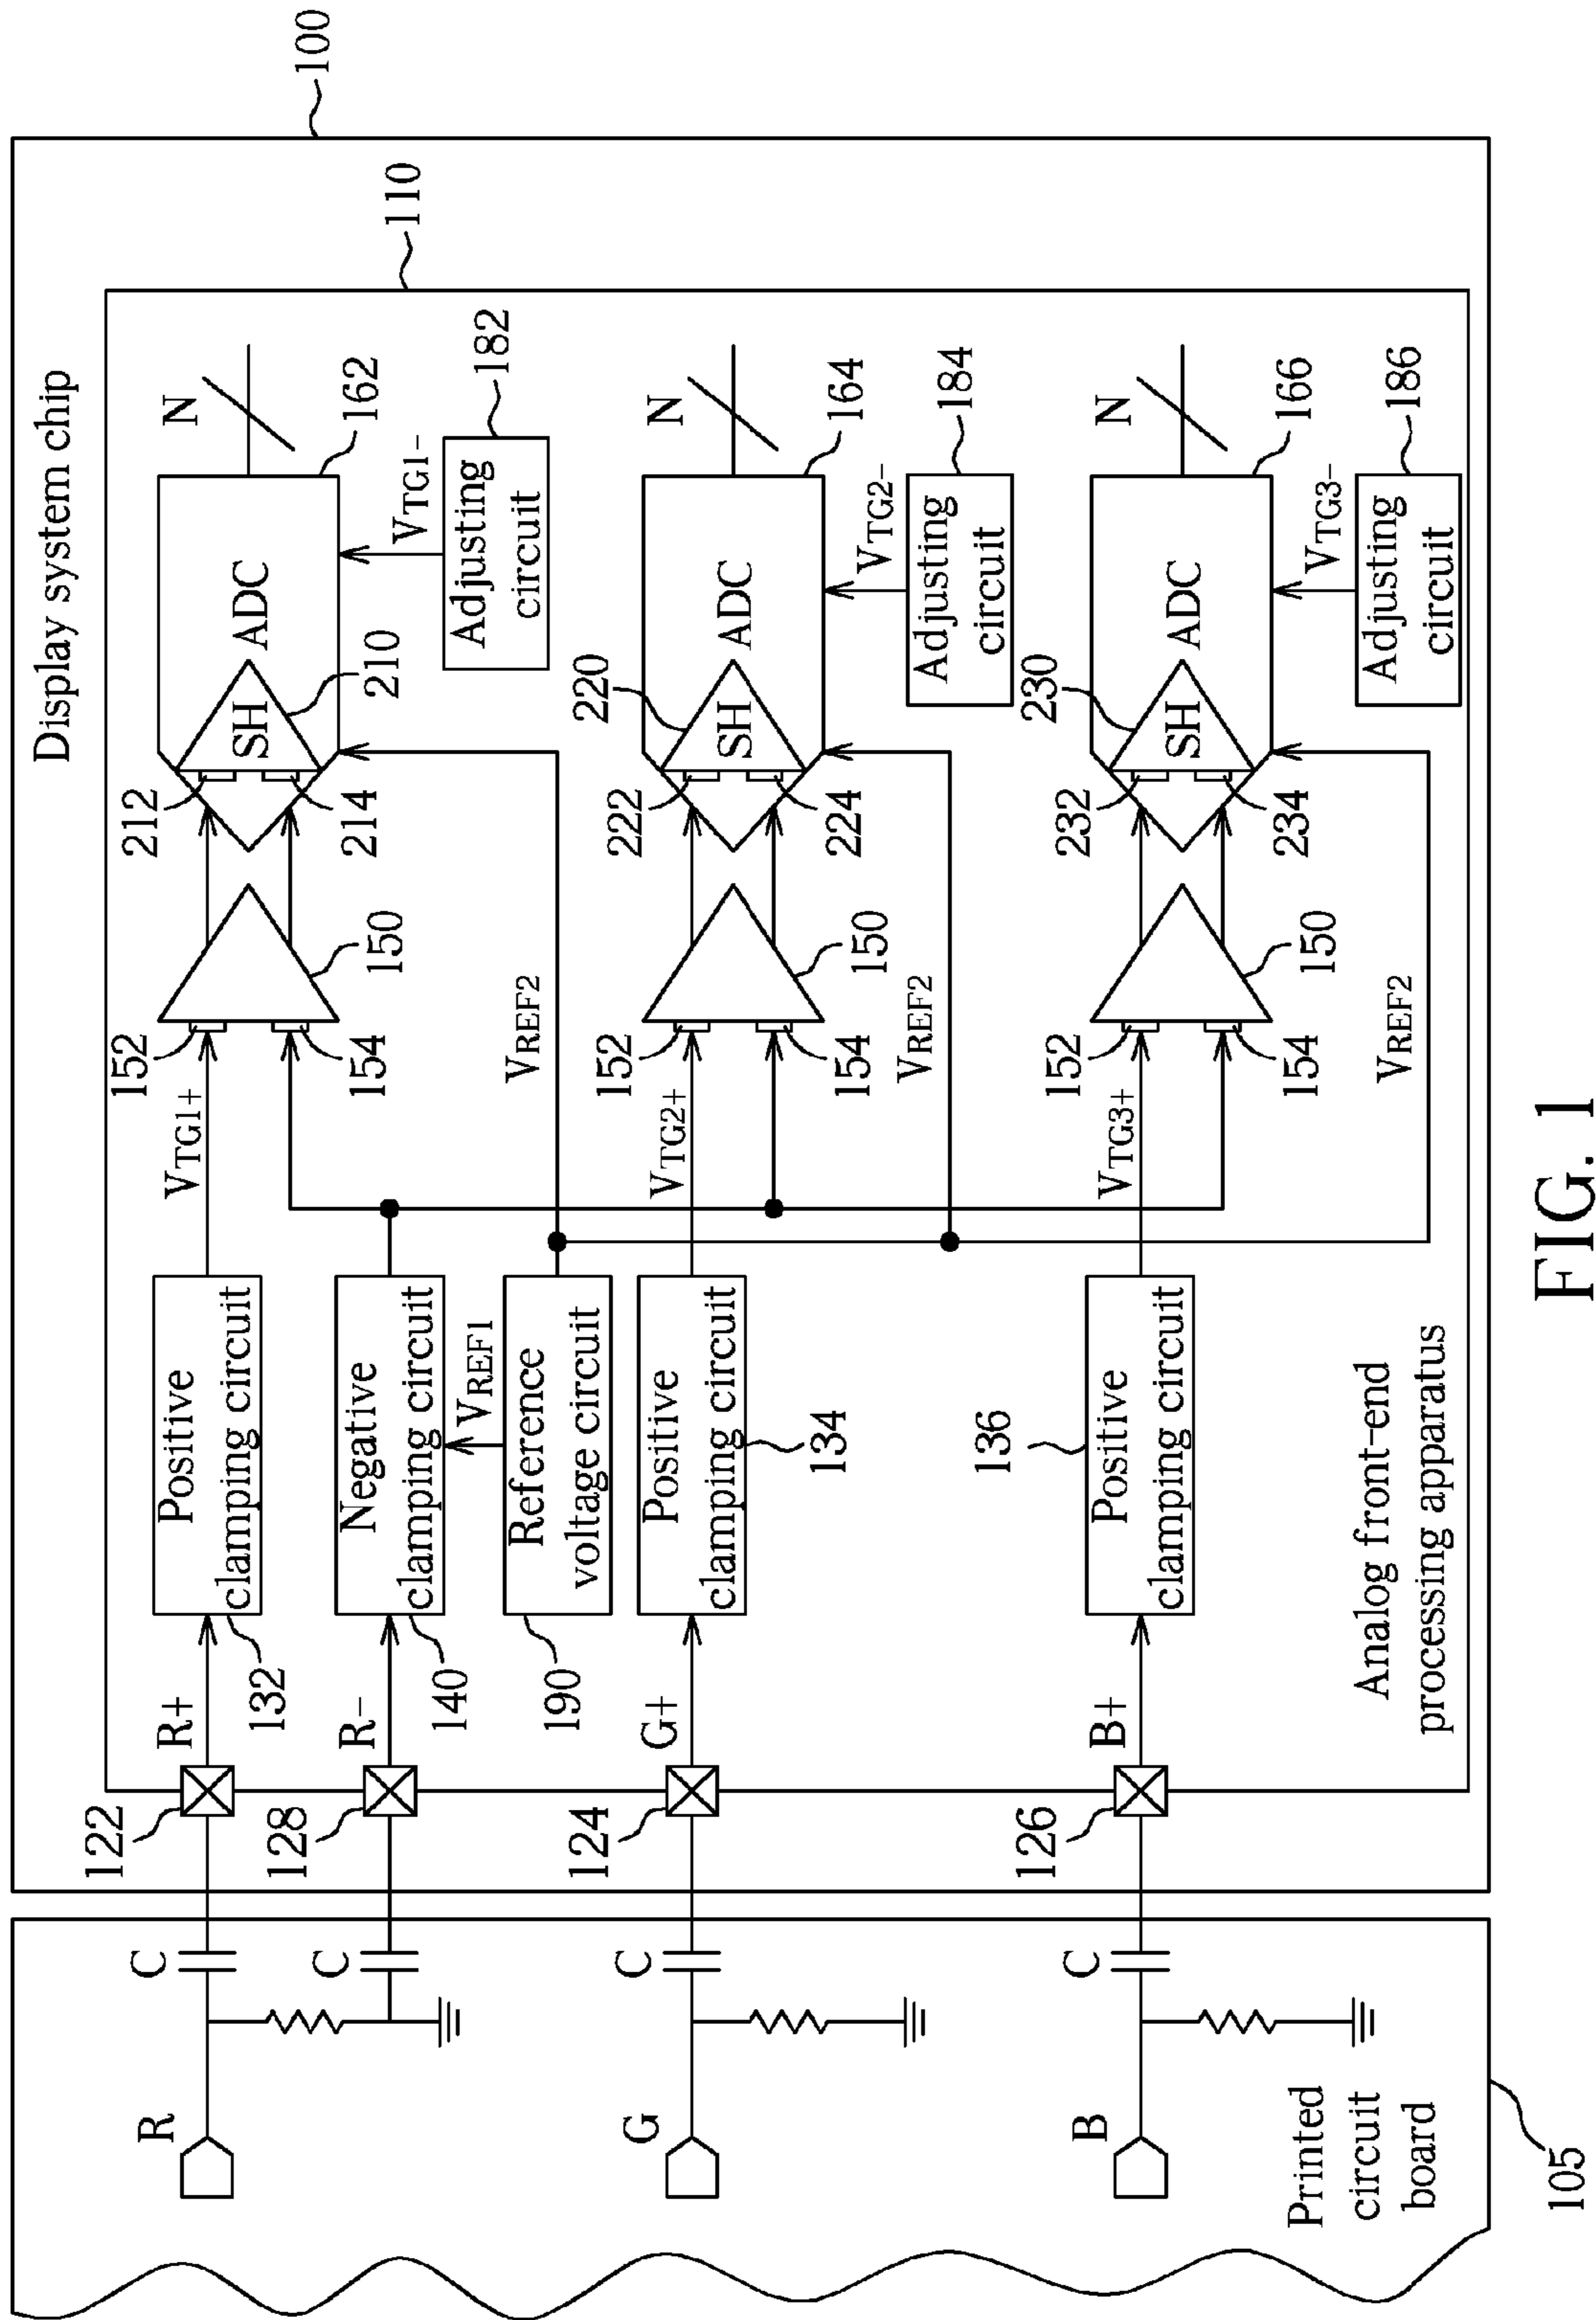 Display system chip
100
110
R
C
122
R+
132
Positive
clamping circuit
VTG1+
152
154
150
212
214
SH
210
ADC
162
N
VTG1−
Adjusting
circuit
182
C
128
R−
140
Negative
clamping circuit
VREF1
190
Reference
voltage circuit
VREF2
G
C
124
G+
134
Positive
clamping circuit
VTG2+
152
154
150
VREF2
222
224
SH
220
ADC
164
N
VTG2−
Adjusting
circuit
184
B
C
126
B+
136
Positive
clamping circuit
VTG3+
152
154
150
VREF2
232
234
SH
230
ADC
166
N
VTG3−
Adjusting
circuit
186
Printed
circuit
board
105
Analog front-end
processing apparatus
FIG. 1